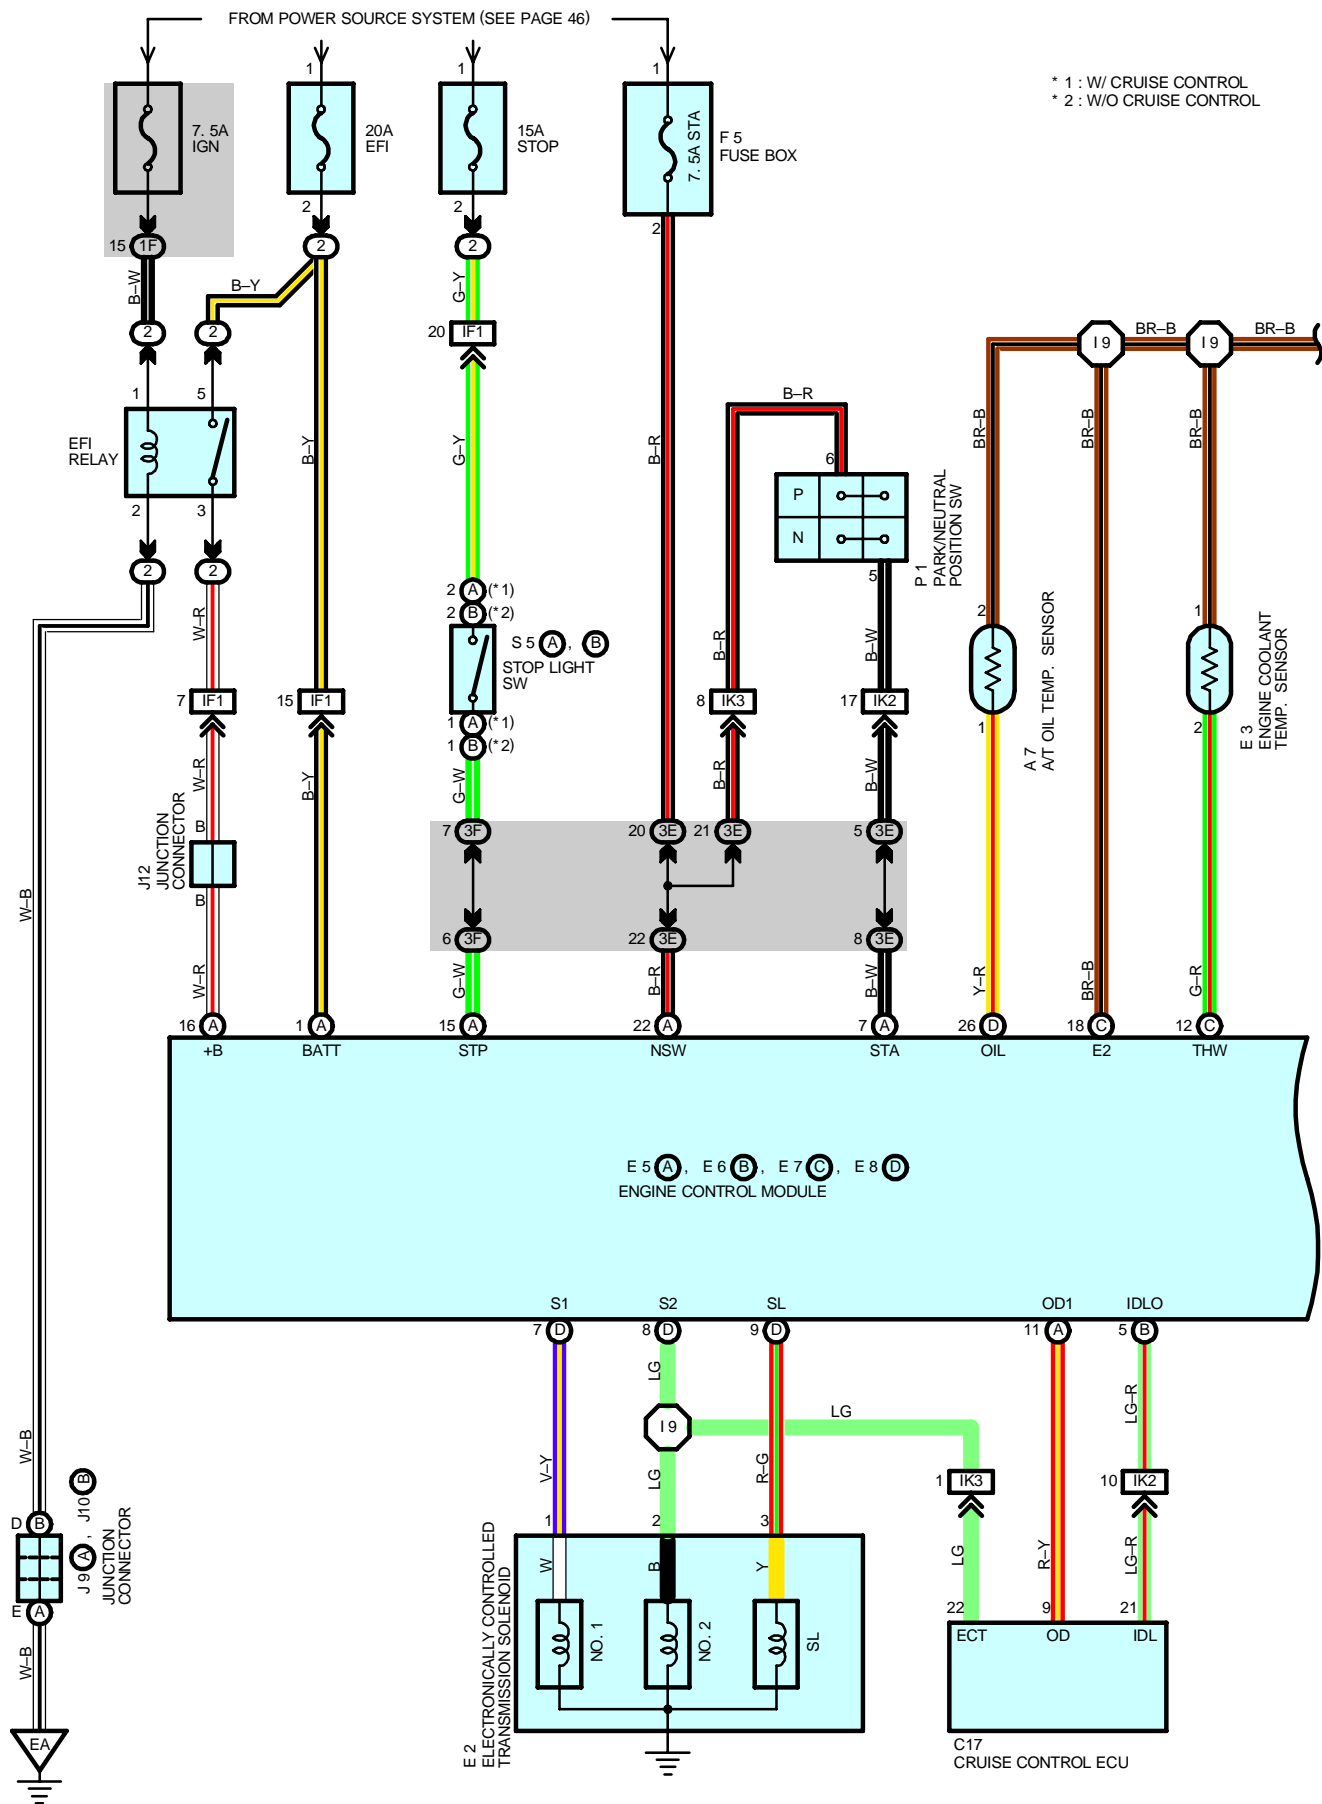 FROM POWER SOURCE SYSTEM (SEE PAGE 46)
* 1 : W/ CRUISE CONTROL
* 2 : W/O CRUISE CONTROL
1
1
1
7. 5A
IGN
20A
EFI
15A
STOP
7. 5A STA
F 5
FUSE BOX
2
2
2
15
1F
2
2
B–W
B–Y
G–Y
20
IF1
2
2
I 9
BR–B
I 9
BR–B
1
5
EFI
RELAY
B–Y
G–Y
B–R
B–R
6
P
N
P 1
PARK/NEUTRAL
POSITION SW
BR–B
BR–B
BR–B
2
3
5
2
2
2
A
(* 1)
2
B
(* 2)
S 5
A
,
B
STOP LIGHT
SW
1
A
(* 1)
1
B
(* 2)
W–R
B–R
B–W
2
1
A 7
A/T OIL TEMP. SENSOR
1
2
E 3
ENGINE COOLANT
TEMP. SENSOR
7
IF1
15
IF1
8
IK3
17
IK2
W–R
B–Y
G–W
B–R
B–W
J12
JUNCTION
CONNECTOR
B
B
7
3F
20
3E
21
3E
5
3E
W–B
6
3F
22
3E
8
3E
W–R
G–W
B–R
B–W
Y–R
BR–B
G–R
16
A
1
A
15
A
22
A
7
A
26
D
18
C
12
C
+B
BATT
STP
NSW
STA
OIL
E2
THW
E 5
A
,
E 6
B
,
E 7
C
,
E 8
D
ENGINE CONTROL MODULE
S1
S2
SL
OD1
IDLO
7
D
8
D
9
D
11
A
5
B
LG
LG–R
I 9
LG
W–B
V–Y
LG
R–G
1
IK3
10
IK2
D
B
J 9
A
,
J10
B
JUNCTION
CONNECTOR
E
A
1
2
3
LG
R–Y
LG–R
E 2
ELECTRONICALLY CONTROLLED
TRANSMISSION SOLENOID
W
B
Y
22
9
21
ECT
OD
IDL
NO. 1
NO. 2
SL
W–B
EA
C17
CRUISE CONTROL ECU